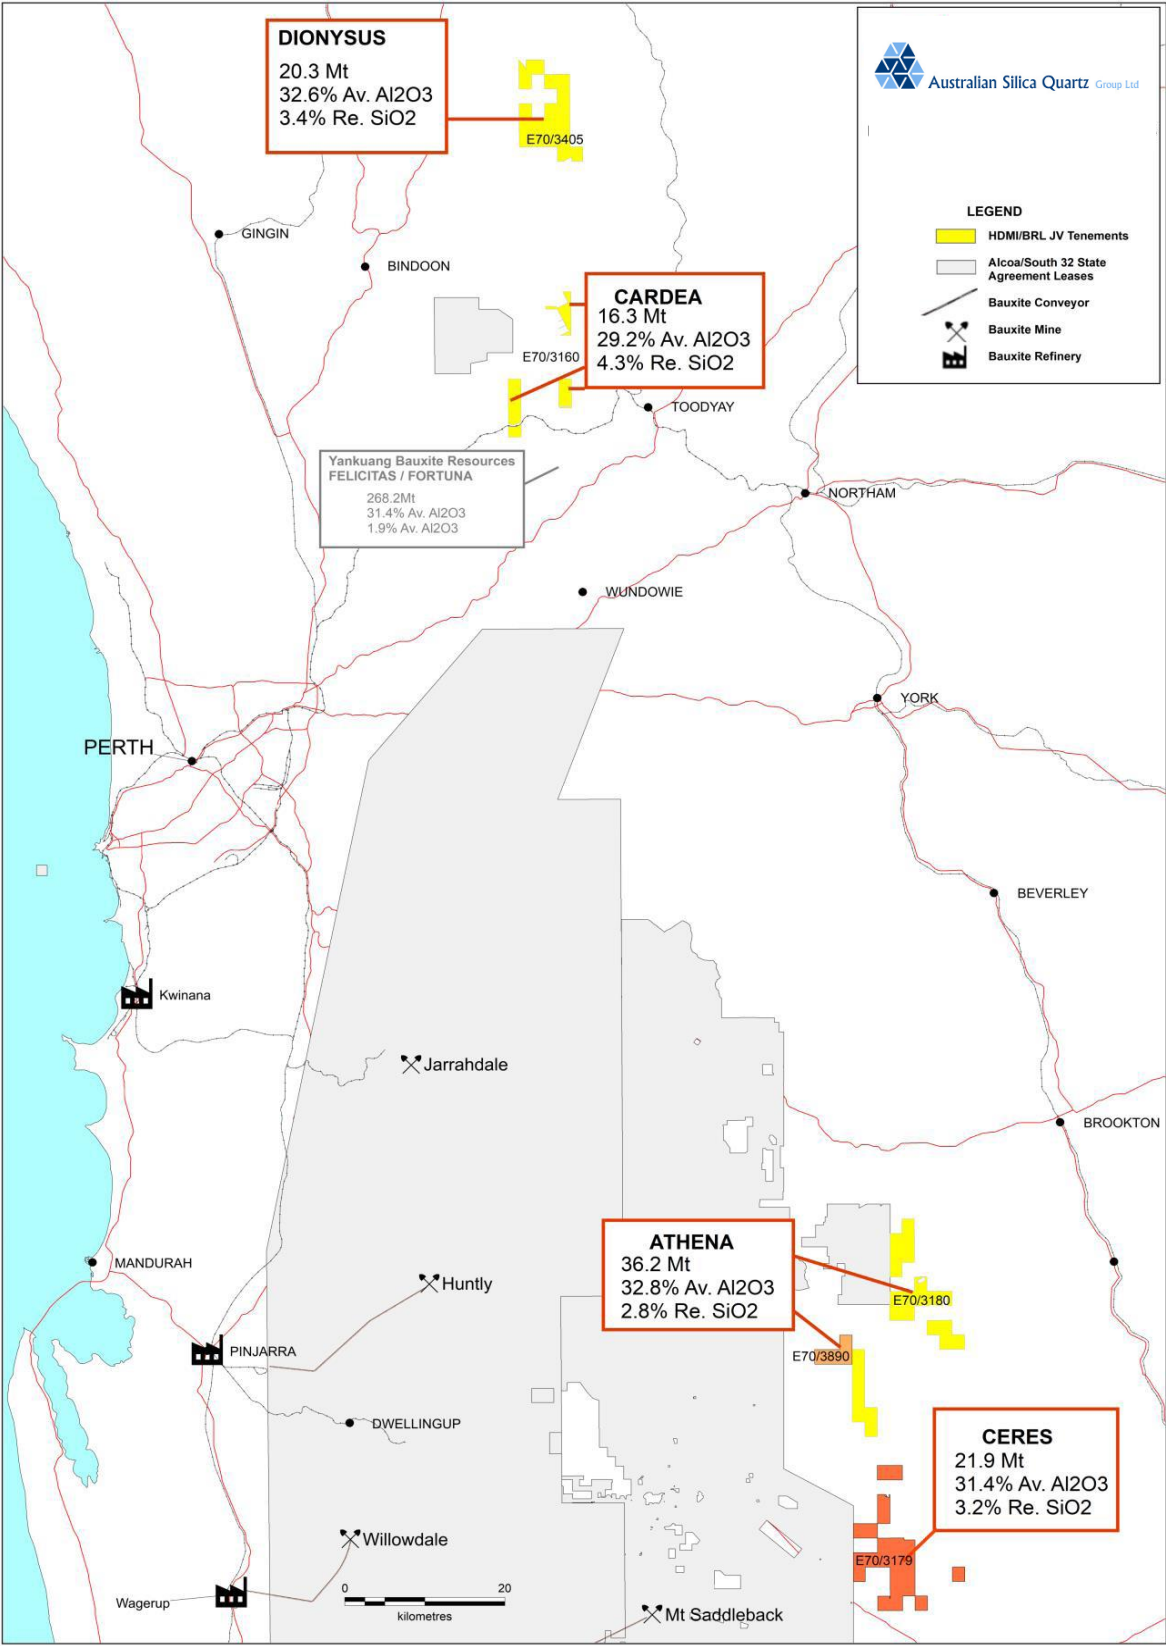 DIONYSUS
20.3 Mt
32.6% Av. Al2O3
3.4% Re. SiO2
E70/3405
Australian Silica Quartz Group Ltd
LEGEND
HDMI/BRL JV Tenements
Alcoa/South 32 State
Agreement Leases
Bauxite Conveyor
Bauxite Mine
Bauxite Refinery
GINGIN
BINDOON
CARDEA
16.3 Mt
29.2% Av. Al2O3
4.3% Re. SiO2
E70/3160
TOODYAY
Yankuang Bauxite Resources
FELICITAS / FORTUNA
268.2Mt
31.4% Av. Al2O3
1.9% Av. Al2O3
NORTHAM
WUNDOWIE
YORK
PERTH
BEVERLEY
Kwinana
Jarrahdale
BROOKTON
ATHENA
36.2 Mt
32.8% Av. Al2O3
2.8% Re. SiO2
MANDURAH
Huntly
E70/3180
PINJARRA
E70/3890
DWELLINGUP
CERES
21.9 Mt
31.4% Av. Al2O3
3.2% Re. SiO2
Willowdale
E70/3179
Wagerup
0 20
kilometres
Mt Saddleback